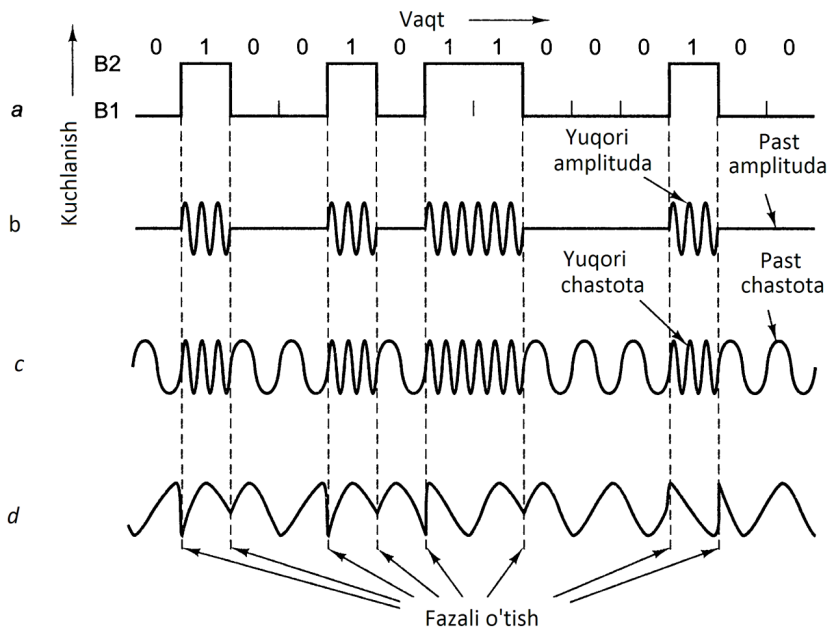 Vaqt
0 1 0 0 1 0 1 1 0 0 0 1 0 0
Kuchlanish
B2
a
B1
Yuqori
amplituda
Past
amplituda
b
Yuqori
chastota
Past
chastota
c
d
Fazali o'tish